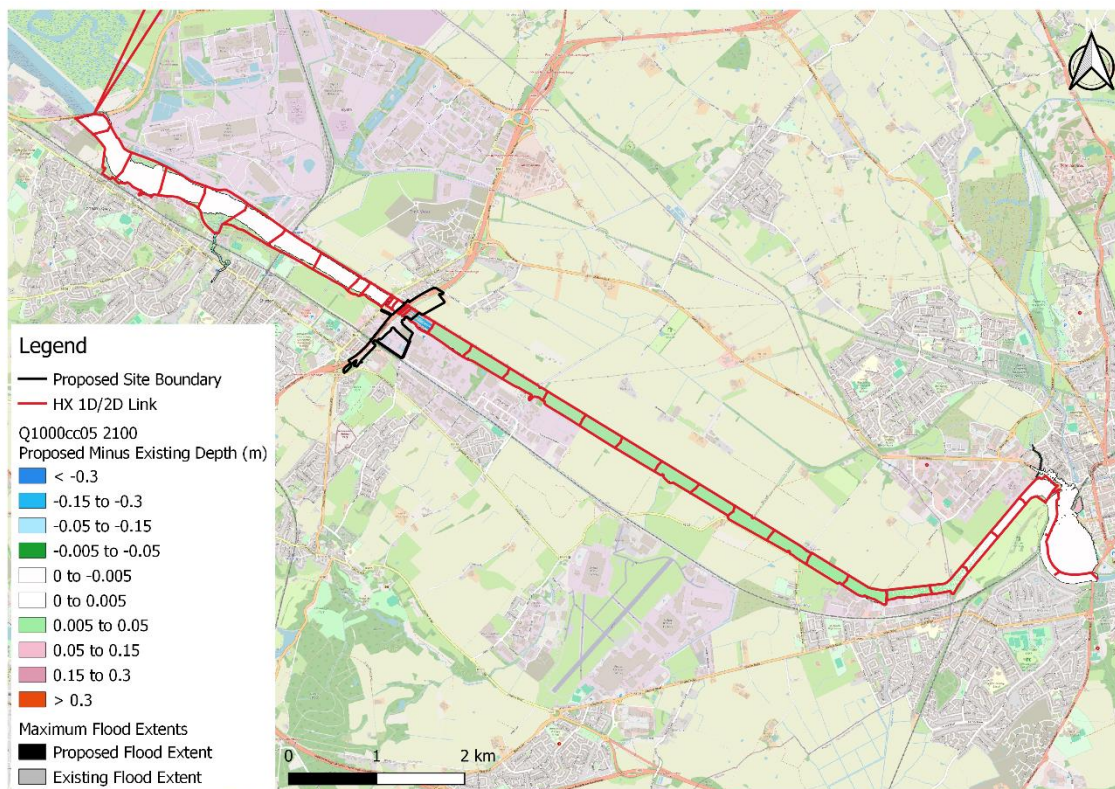 N
Legend
Proposed Site Boundary
HX 1D/2D Link
Q1000cc05 2100
Proposed Minus Existing Depth (m)
< -0.3
-0.15 to -0.3
-0.05 to -0.15
-0.005 to -0.05
0 to -0.005
0 to 0.005
0.005 to 0.05
0.05 to 0.15
0.15 to 0.3
> 0.3
Maximum Flood Extents
Proposed Flood Extent
Existing Flood Extent
0 1 2 km